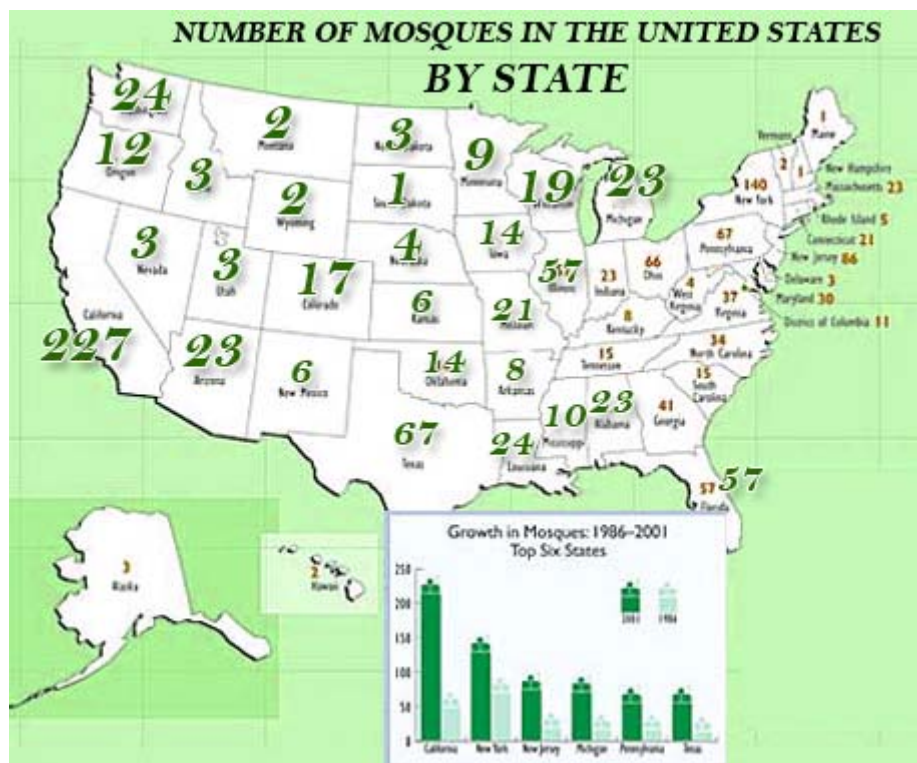 NUMBER OF MOSQUES IN THE UNITED STATES
BY STATE
24
12
Oregon
3
2
Montana
2
Wyoming
3
Nevada
3
Utah
17
Colorado
California
227
23
Arizona
6
New Mexico
3
1
4
6
Kansas
14
Oklahoma
67
Texas
9
Minnesota
14
Iowa
21
Missouri
8
Arkansas
24
Louisiana
19
57
Illinois
23
Michigan
23
Indiana
66
Ohio
8
Kentucky
15
Tennessee
10
Mississippi
23
Alabama
41
Georgia
57
57
Florida
15
South
Carolina
34
North Carolina
37
Virginia
4
West
Virginia
67
Pennsylvania
140
New York
Vermont
2
1
1
Maine
New Hampshire
Massachusetts 23
Rhode Island 5
Connecticut 21
New Jersey 86
Delaware 3
Maryland 30
District of Columbia 11
3
Alaska
2
Hawaii
Growth in Mosques: 1986–2001
Top Six States
250
200
150
100
50
0
2001
1986
California
New York
New Jersey
Michigan
Pennsylvania
Texas